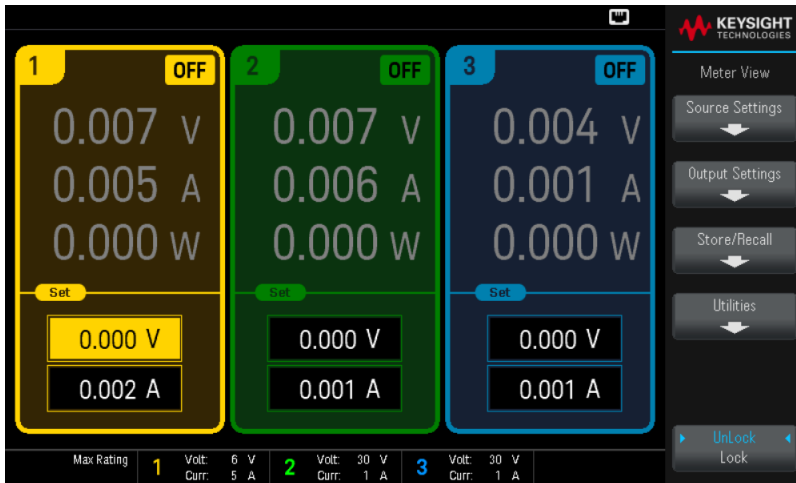 KEYSIGHT
TECHNOLOGIES
Meter View
1 OFF 2 OFF 3 OFF
0.007 V 0.007 V 0.004 V
0.005 A 0.006 A 0.001 A
0.000 W 0.000 W 0.000 W
Set Set Set
0.000 V 0.000 V 0.000 V
0.002 A 0.001 A 0.001 A
Source Settings
Output Settings
Store/Recall
Utilities
UnLock
Lock
Max Rating 1 Volt: 6 V 2 Volt: 30 V 3 Volt: 30 V
Curr: 5 A Curr: 1 A Curr: 1 A